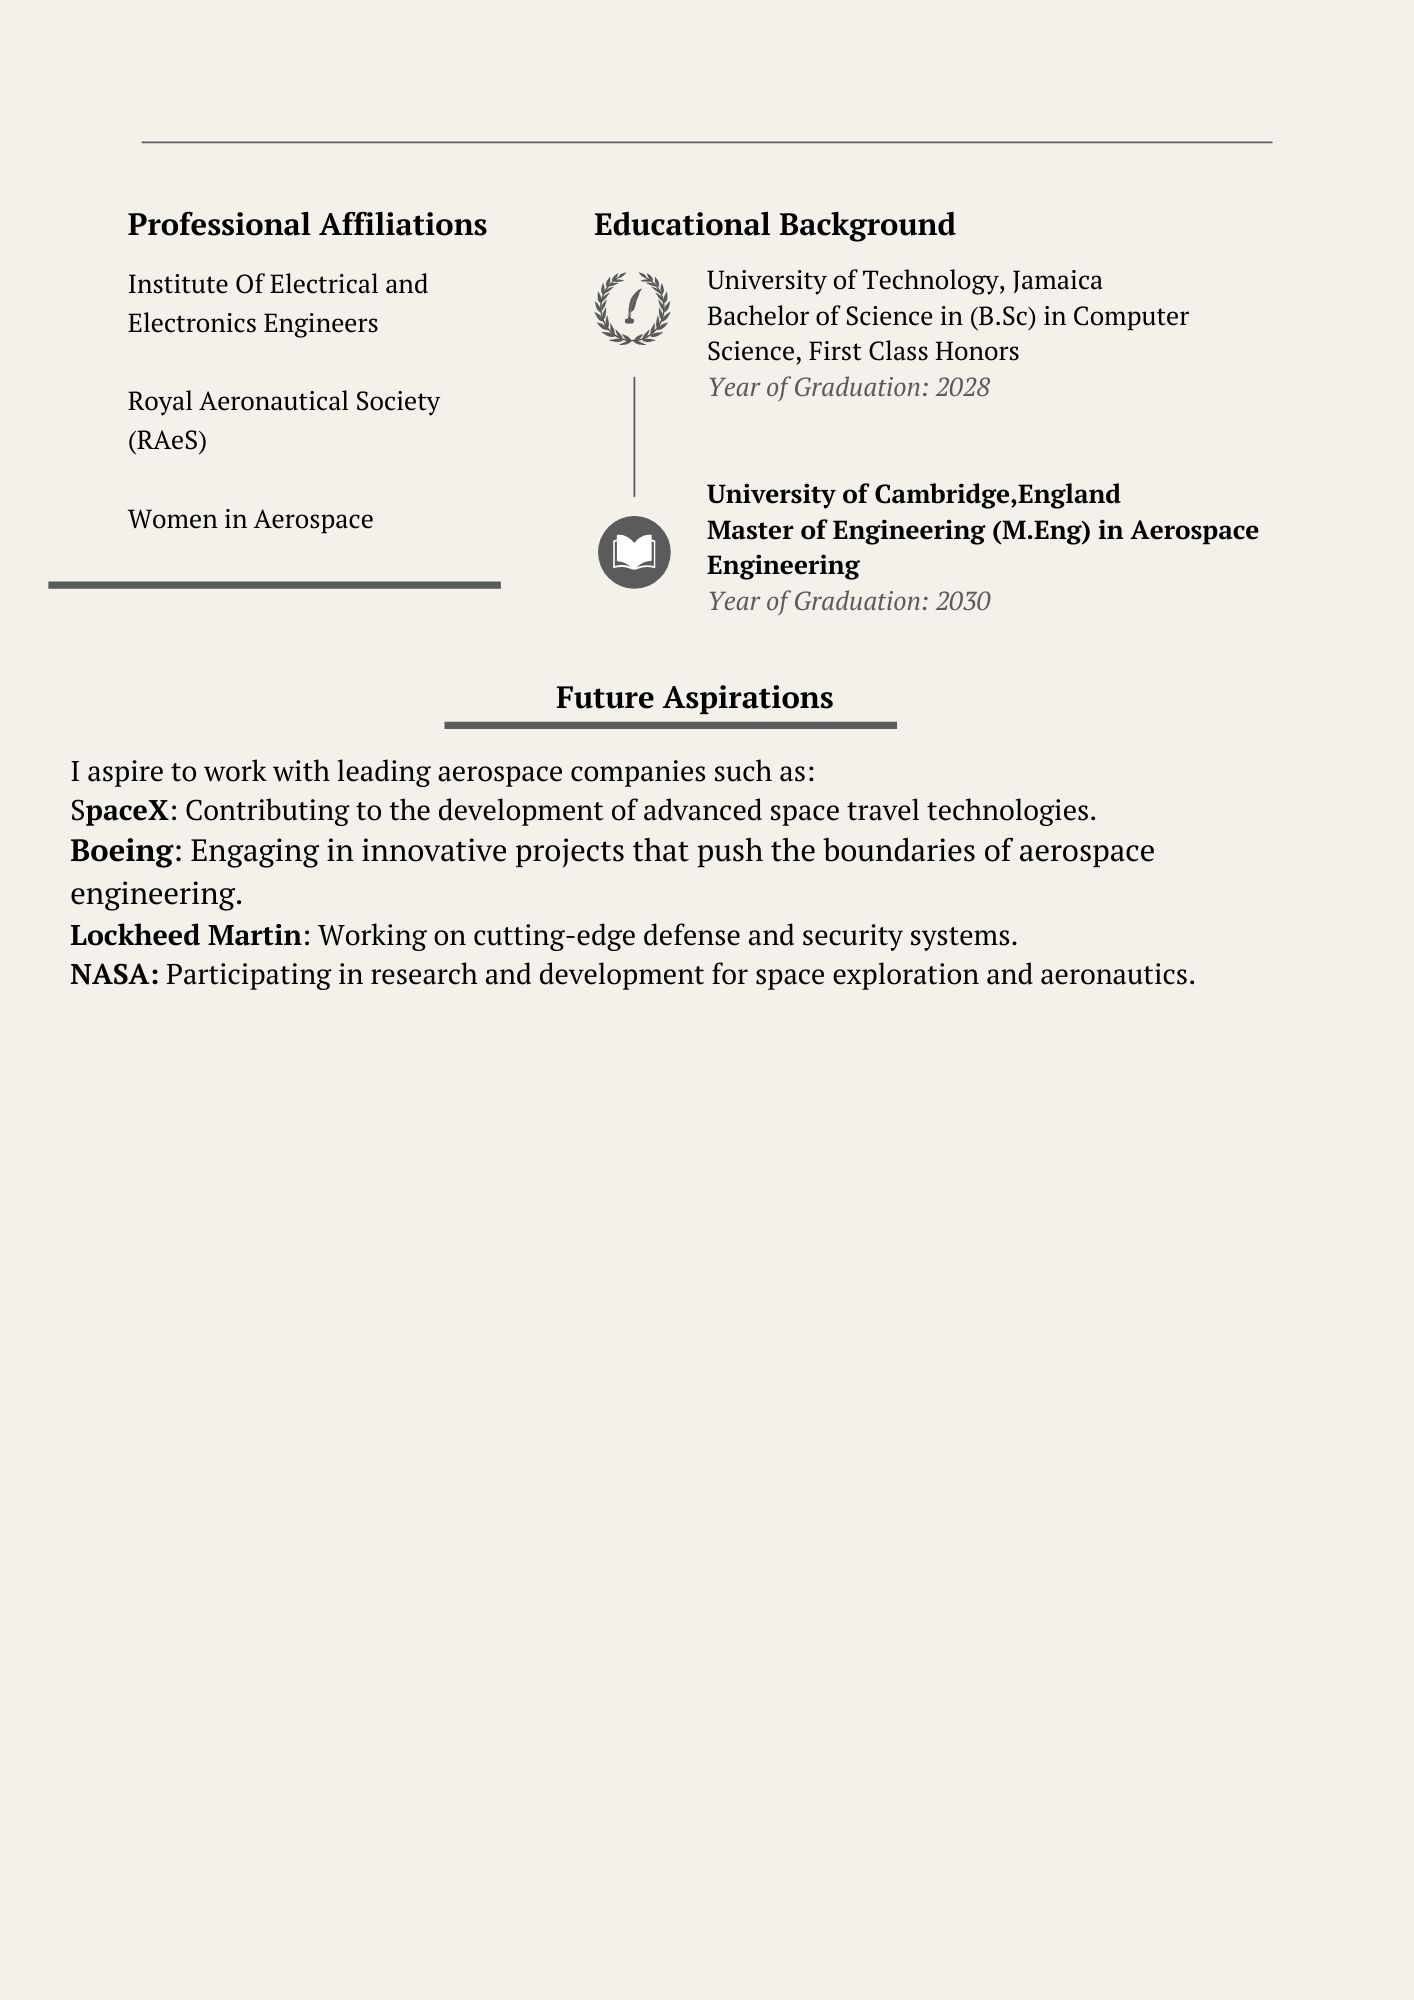 Professional Affiliations
Institute Of Electrical and
Electronics Engineers
Royal Aeronautical Society
(RAeS)
Women in Aerospace
Educational Background
University of Technology, Jamaica
Bachelor of Science in (B.Sc) in Computer
Science, First Class Honors
Year of Graduation: 2028
University of Cambridge,England
Master of Engineering (M.Eng) in Aerospace
Engineering
Year of Graduation: 2030
Future Aspirations
I aspire to work with leading aerospace companies such as:
SpaceX: Contributing to the development of advanced space travel technologies.
Boeing: Engaging in innovative projects that push the boundaries of aerospace
engineering.
Lockheed Martin: Working on cutting-edge defense and security systems.
NASA: Participating in research and development for space exploration and aeronautics.